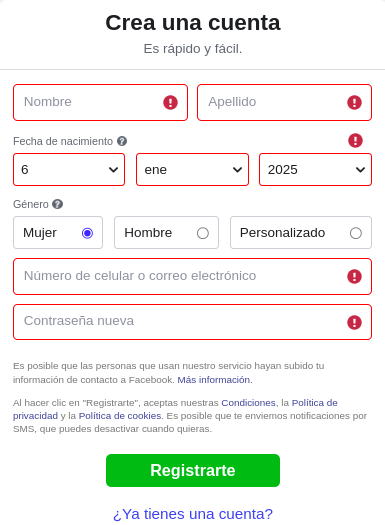 Crea una cuenta
Es rápido y fácil.
Nombre
Apellido
Fecha de nacimiento
6
ene
2025
Género
Mujer
Hombre
Personalizado
Número de celular o correo electrónico
Contraseña nueva
Es posible que las personas que usan nuestro servicio hayan subido tu
información de contacto a Facebook. Más información.
Al hacer clic en "Registrarte", aceptas nuestras Condiciones, la Política de
privacidad y la Política de cookies. Es posible que te enviemos notificaciones por
SMS, que puedes desactivar cuando quieras.
Registrarte
¿Ya tienes una cuenta?